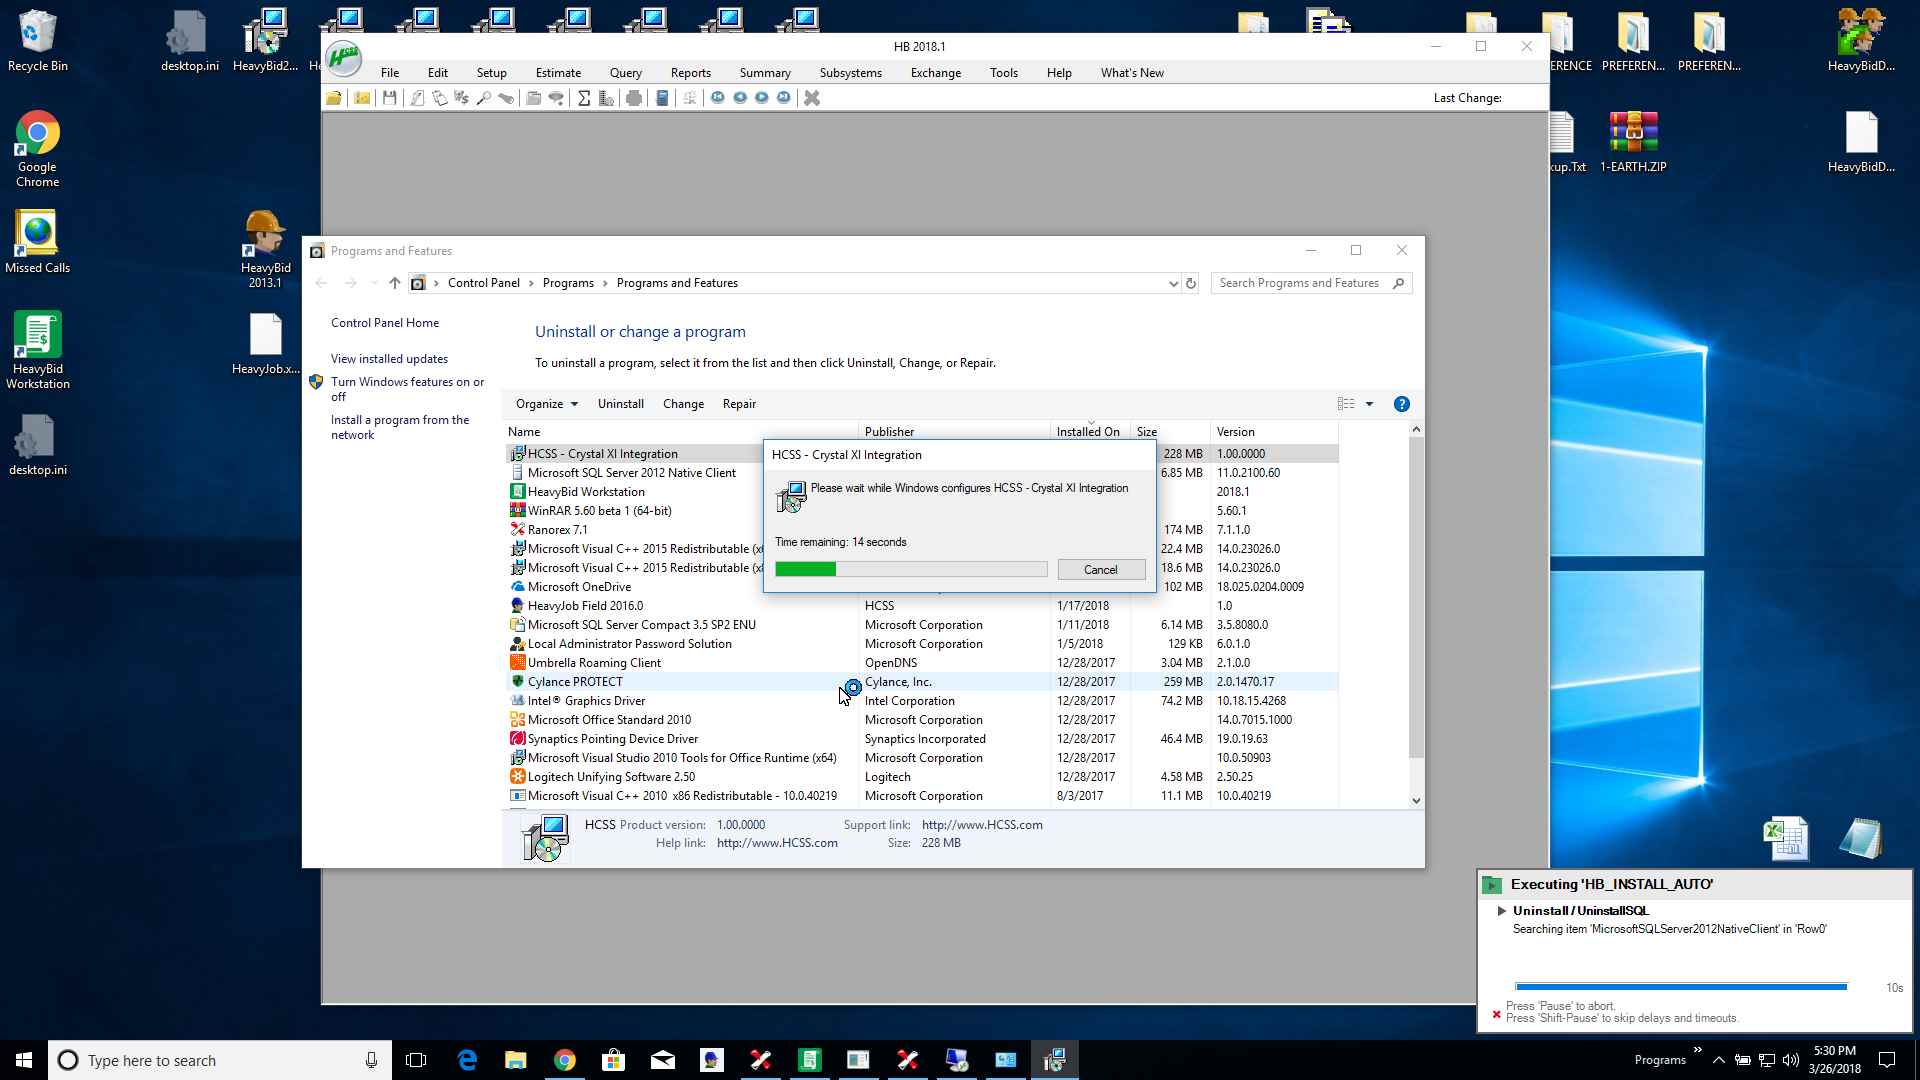 Recycle Bin
desktop.ini
HeavyBid2...
PREFEREN...
PREFEREN...
HeavyBidD...
HB 2018.1
File Edit Setup Estimate Query Reports Summary Subsystems Exchange Tools Help What's New
Last Change:
Google Chrome
1-EARTH.ZIP
HeavyBidD...
Missed Calls
HeavyBid 2013.1
HeavyBid Workstation
HeavyJob.x...
desktop.ini
Programs and Features
Control Panel > Programs > Programs and Features
Search Programs and Features
Control Panel Home
View installed updates
Turn Windows features on or off
Install a program from the network
Uninstall or change a program
To uninstall a program, select it from the list and then click Uninstall, Change, or Repair.
Organize Uninstall Change Repair
Name Publisher Installed On Size Version
HCSS - Crystal XI Integration 228 MB 1.00.0000
Microsoft SQL Server 2012 Native Client 6.85 MB 11.0.2100.60
HeavyBid Workstation 2018.1
WinRAR 5.60 beta 1 (64-bit) 5.60.1
Ranorex 7.1 174 MB 7.1.1.0
Microsoft Visual C++ 2015 Redistributable 22.4 MB 14.0.23026.0
Microsoft Visual C++ 2015 Redistributable 18.6 MB 14.0.23026.0
Microsoft OneDrive 102 MB 18.025.0204.0009
HeavyJob Field 2016.0 HCSS 1/17/2018 1.0
Microsoft SQL Server Compact 3.5 SP2 ENU Microsoft Corporation 1/11/2018 6.14 MB 3.5.8080.0
Local Administrator Password Solution Microsoft Corporation 1/5/2018 129 KB 6.0.1.0
Umbrella Roaming Client OpenDNS 12/28/2017 3.04 MB 2.1.0.0
Cylance PROTECT Cylance, Inc. 12/28/2017 259 MB 2.0.1470.17
Intel® Graphics Driver Intel Corporation 12/28/2017 74.2 MB 10.18.15.4268
Microsoft Office Standard 2010 Microsoft Corporation 12/28/2017 14.0.7015.1000
Synaptics Pointing Device Driver Synaptics Incorporated 12/28/2017 46.4 MB 19.0.19.63
Microsoft Visual Studio 2010 Tools for Office Runtime (x64) Microsoft Corporation 12/28/2017 10.0.50903
Logitech Unifying Software 2.50 Logitech 12/28/2017 4.58 MB 2.50.25
Microsoft Visual C++ 2010 x86 Redistributable - 10.0.40219 Microsoft Corporation 8/3/2017 11.1 MB 10.0.40219
HCSS Product version: 1.00.0000 Support link: http://www.HCSS.com
Help link: http://www.HCSS.com Size: 228 MB
HCSS - Crystal XI Integration
Please wait while Windows configures HCSS - Crystal XI Integration
Time remaining: 14 seconds
Cancel
Executing 'HB_INSTALL_AUTO'
Uninstall / UninstallSQL
Searching item 'MicrosoftSQLServer2012NativeClient' in 'Row0'
10s
Press 'Pause' to abort.
Press 'Shift-Pause' to skip delays and timeouts.
Type here to search
Programs
5:30 PM
3/26/2018